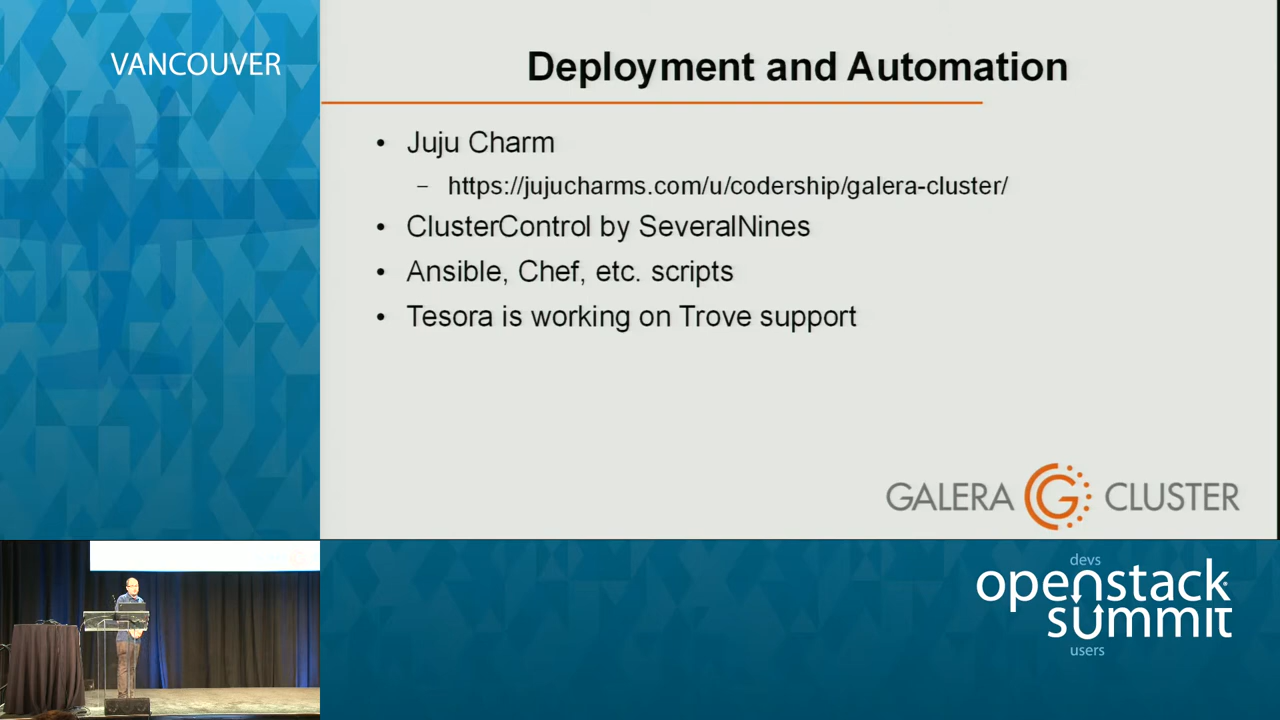 VANCOUVER
Deployment and Automation
• Juju Charm
– https://jujucharms.com/u/codership/galera-cluster/
• ClusterControl by SeveralNines
• Ansible, Chef, etc. scripts
• Tesora is working on Trove support
GALERA CLUSTER
devs
openstack
summit
users